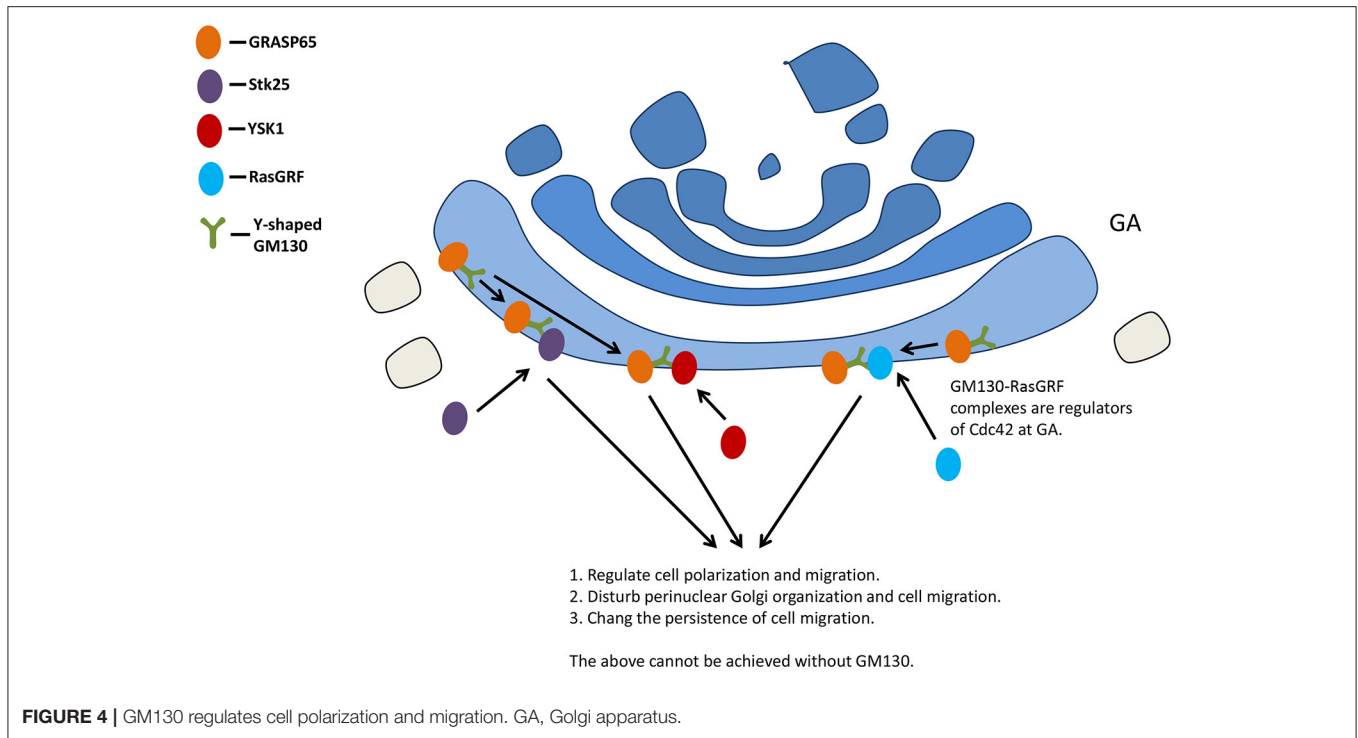 GRASP65
Stk25
YSK1
RasGRF
Y-shaped
GM130
GA
GM130-RasGRF
complexes are regulators
of Cdc42 at GA.
1. Regulate cell polarization and migration.
2. Disturb perinuclear Golgi organization and cell migration.
3. Chang the persistence of cell migration.
The above cannot be achieved without GM130.
FIGURE 4 | GM130 regulates cell polarization and migration. GA, Golgi apparatus.